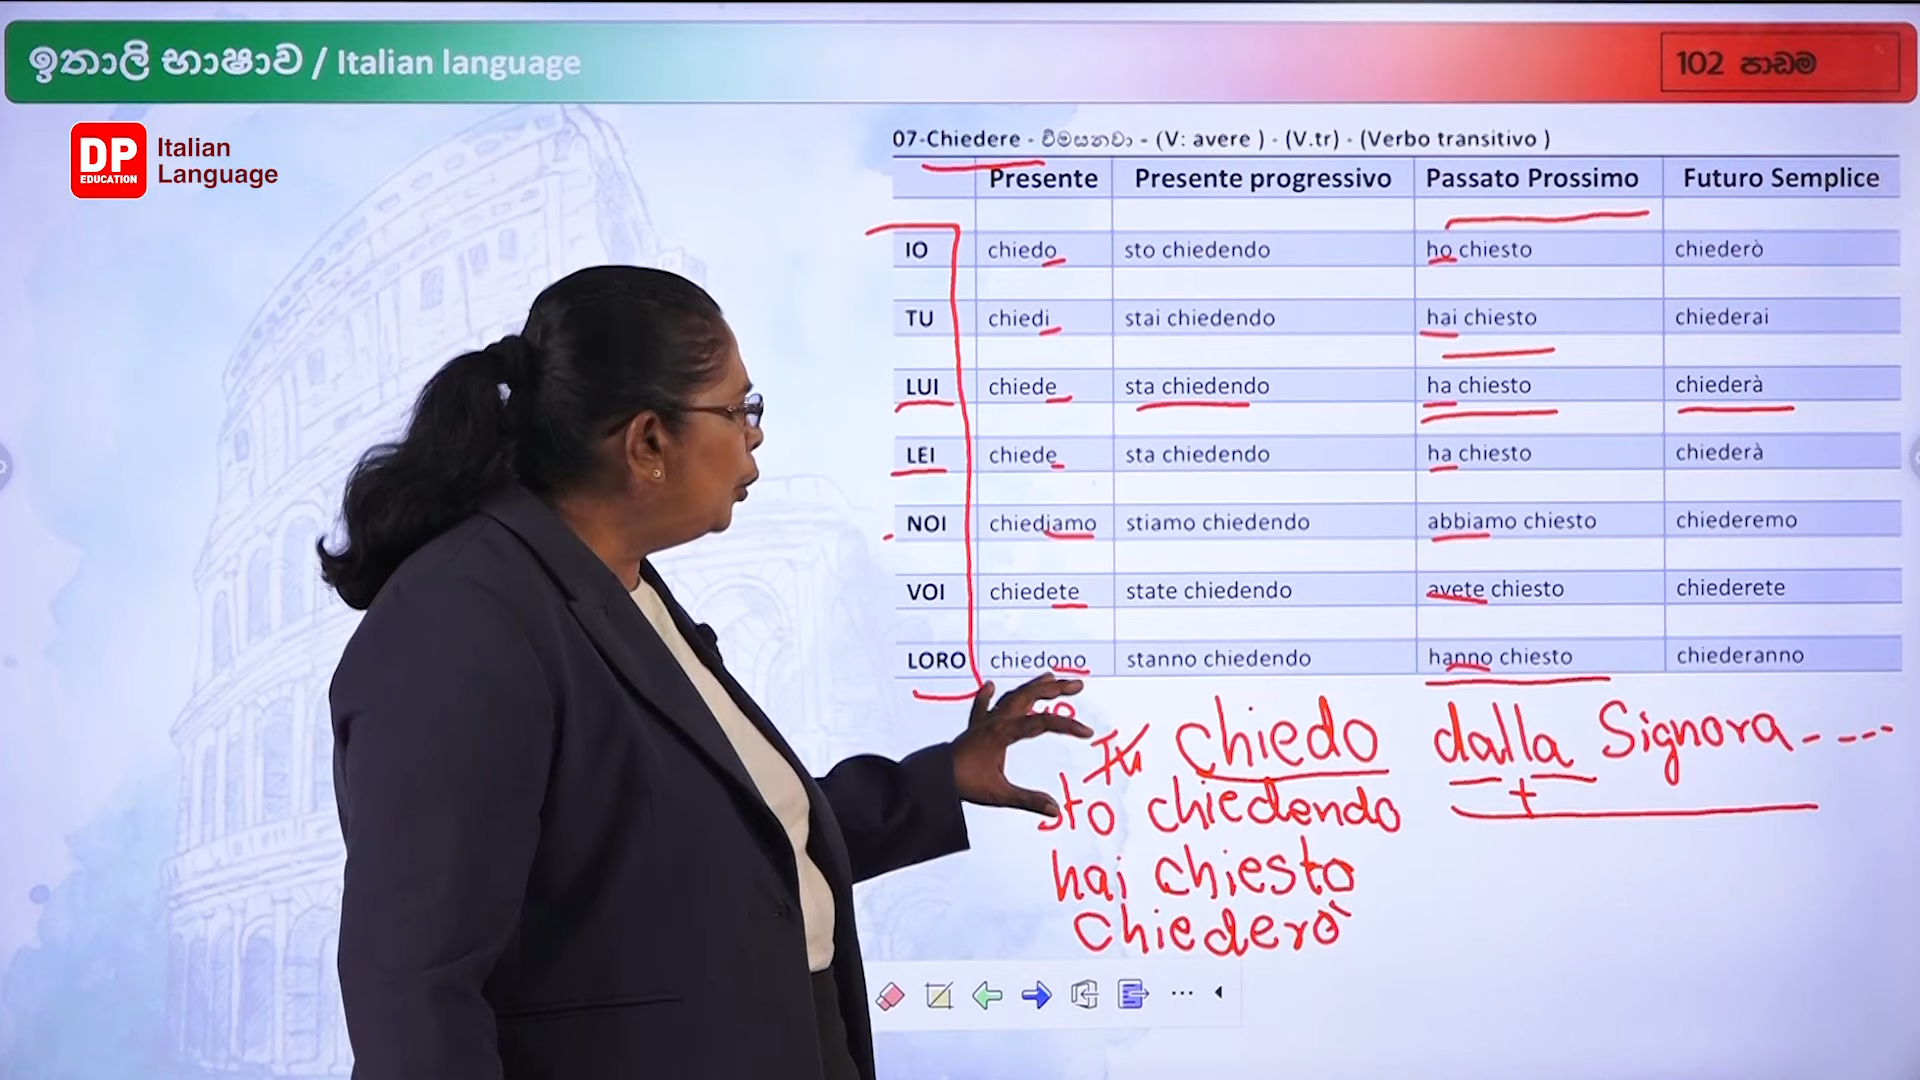 ඉතාලි භාෂාව / Italian language
102 පාඩම
DP
EDUCATION
Italian
Language
07-Chiedere - විමසනවා - (V: avere ) - (V.tr) - (Verbo transitivo )
Presente Presente progressivo Passato Prossimo Futuro Semplice
IO chiedo sto chiedendo ho chiesto chiederò
TU chiedi stai chiedendo hai chiesto chiederai
LUI chiede sta chiedendo ha chiesto chiederà
LEI chiede sta chiedendo ha chiesto chiederà
NOI chiediamo stiamo chiedendo abbiamo chiesto chiederemo
VOI chiedete state chiedendo avete chiesto chiederete
LORO chiedono stanno chiedendo hanno chiesto chiederanno
chiedo dalla Signora - - - -
sto chiedendo +
hai chiesto
chiederò